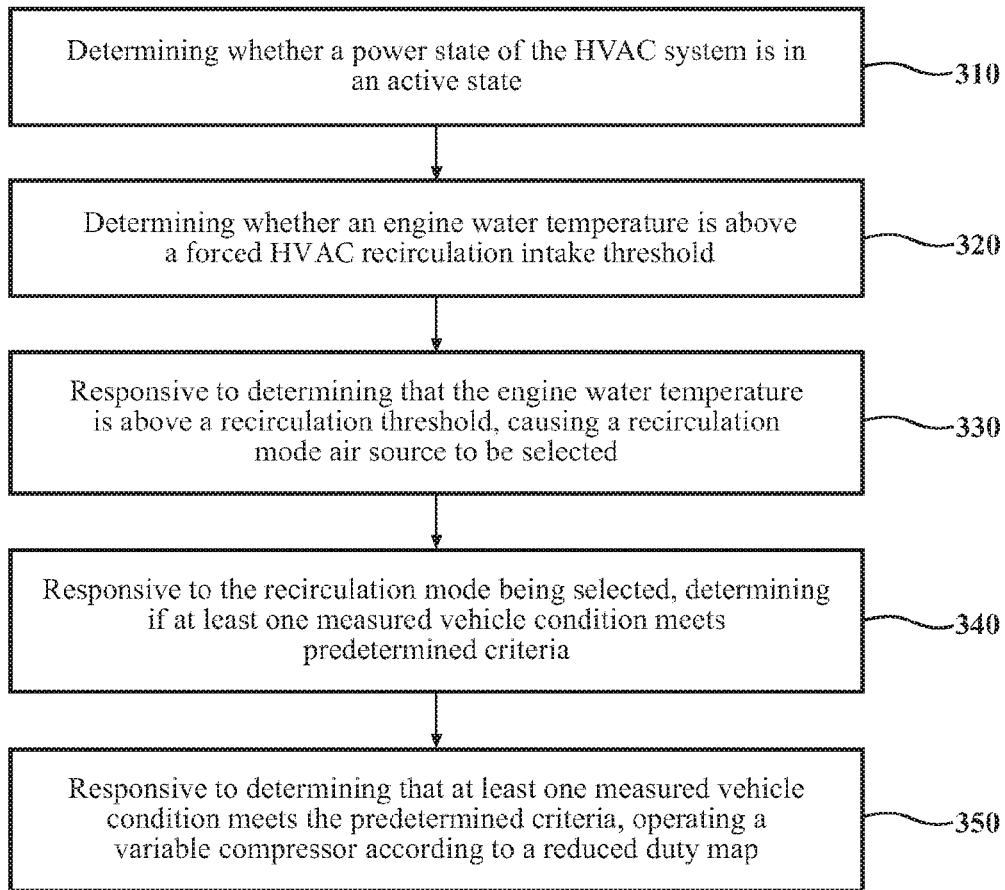 Determining whether a power state of the HVAC system is in
an active state
310
Determining whether an engine water temperature is above
a forced HVAC recirculation intake threshold
320
Responsive to determining that the engine water temperature
is above a recirculation threshold, causing a recirculation
mode air source to be selected
330
Responsive to the recirculation mode being selected, determining
if at least one measured vehicle condition meets
predetermined criteria
340
Responsive to determining that at least one measured vehicle
condition meets the predetermined criteria, operating a
variable compressor according to a reduced duty map
350